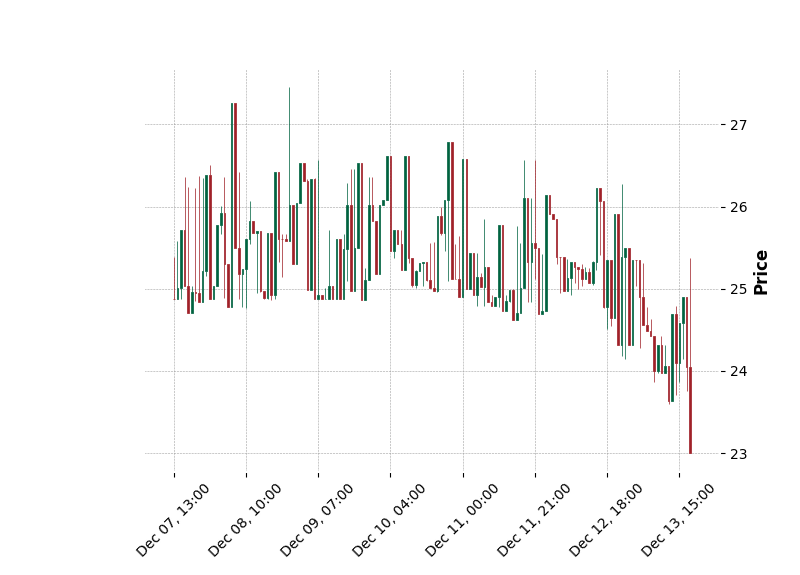 27
26
25
24
23
Price
Dec 07, 13:00
Dec 08, 10:00
Dec 09, 07:00
Dec 10, 04:00
Dec 11, 00:00
Dec 11, 21:00
Dec 12, 18:00
Dec 13, 15:00